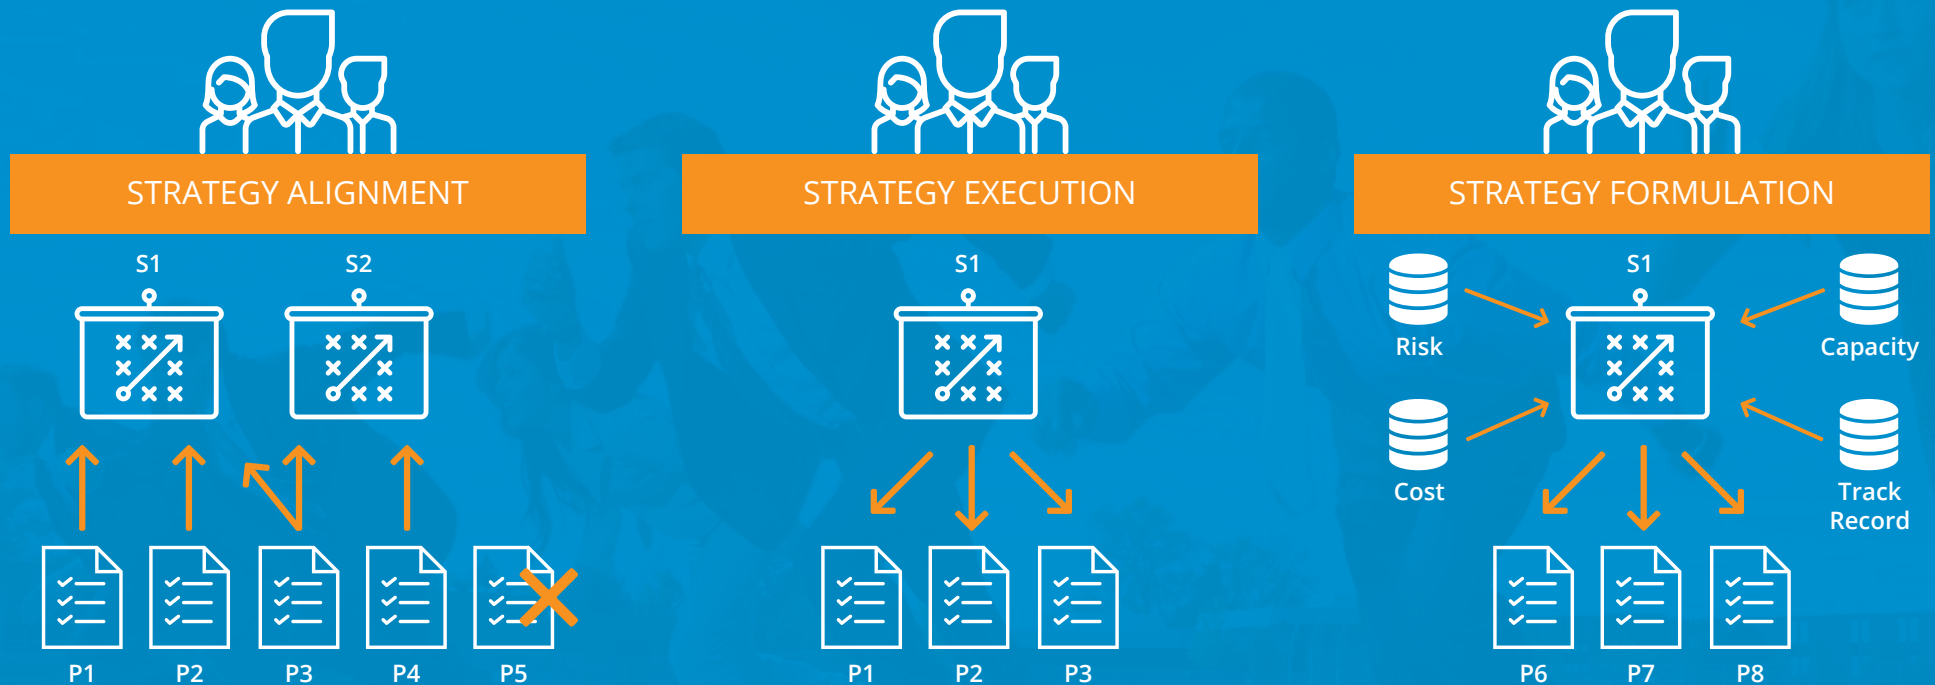 STRATEGY ALIGNMENT
S1
S2
P1
P2
P3
P4
P5
STRATEGY EXECUTION
S1
P1
P2
P3
STRATEGY FORMULATION
S1
Risk
Capacity
Cost
Track
Record
P6
P7
P8